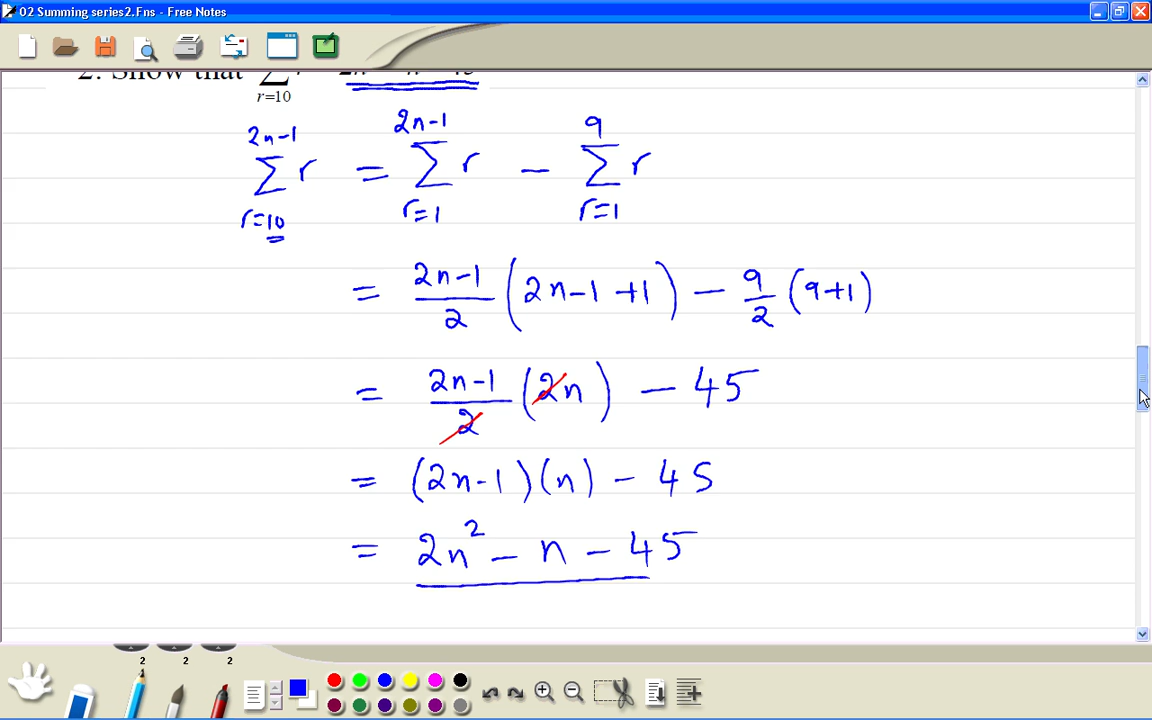 02 Summing series2.Fns - Free Notes
2. Show that ∑ r
r=10
2n-1 2n-1 9
∑ r = ∑ r - ∑ r
r=10 r=1 r=1
= 2n-1/2 (2n-1+1) - 9/2 (9+1)
= 2n-1/2 (2n) - 45
= (2n-1)(n) - 45
= 2n² - n - 45
2 2 2